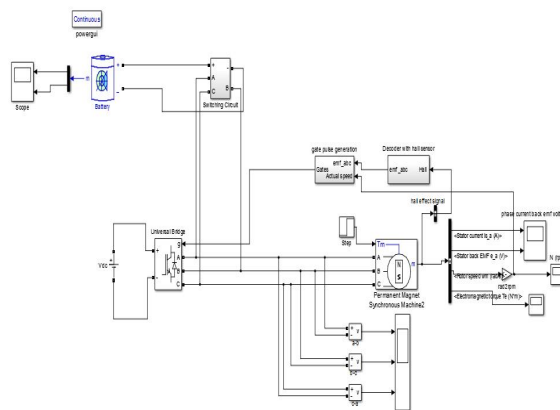 Continuous
powergui
Scope
m
+
-
Battery
+
A
C
-
B
Switching Circuit
gate pulse generation
emf_abc
Gates
Actual speed
Decoder with hall sensor
emf_abc
Hall
hall effect signal
Universal Bridge
g
+
-
A
B
C
Vdc
Step
Tm
A
B
C
N
S
m
Permanent Magnet
Synchronous Machine2
phase current back emf volt
<Stator current is_a (A)>
<Stator back EMF e_a (V)>
<Electromagnetic torque Te (N*m)>
rad2rpm
+
-
v
a-b
+
-
v
+
-
v